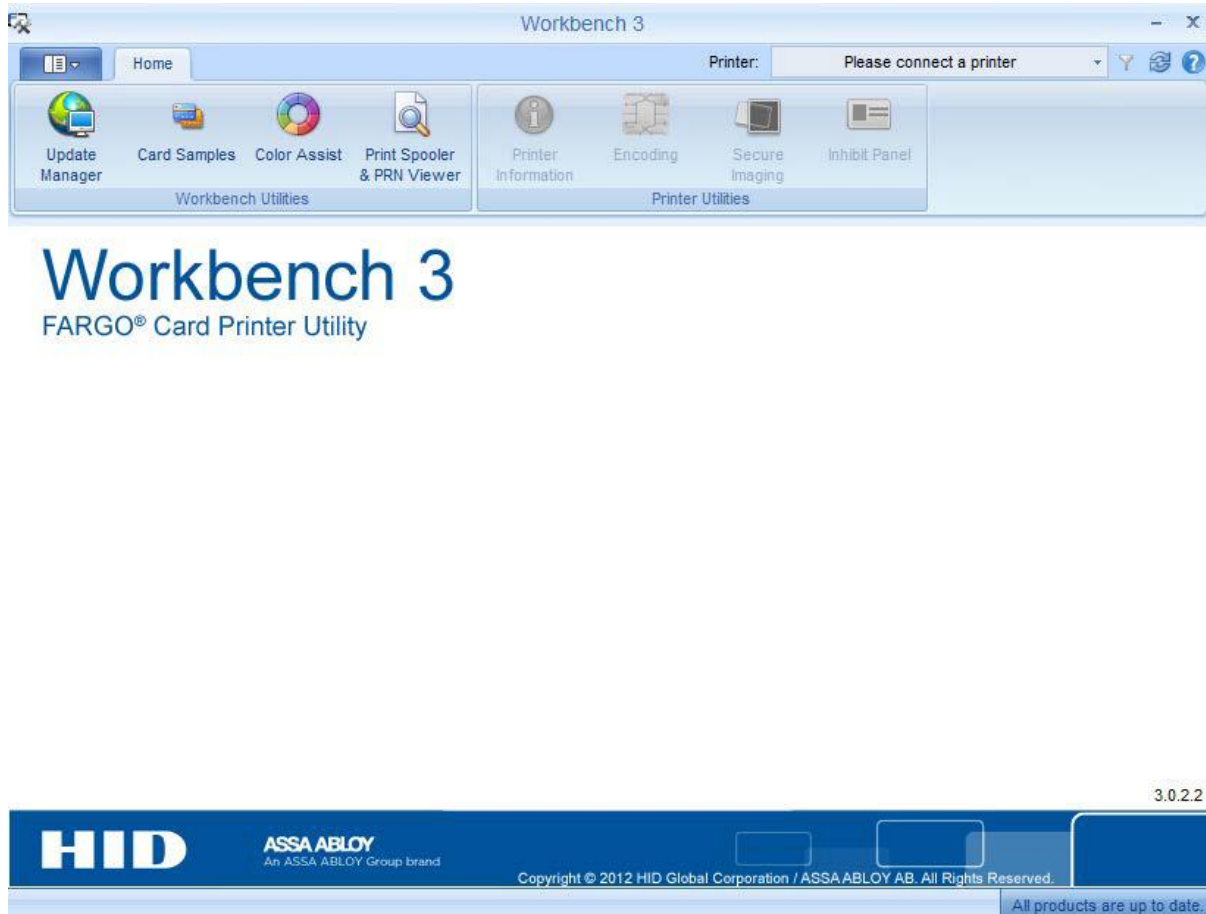 Workbench 3
Home
Printer: Please connect a printer
Update Manager
Card Samples
Color Assist
Print Spooler & PRN Viewer
Printer Information
Encoding
Secure Imaging
Inhibit Panel
Workbench Utilities
Printer Utilities
Workbench 3
FARGO® Card Printer Utility
3.0.2.2
HID
ASSA ABLOY
An ASSA ABLOY Group brand
Copyright © 2012 HID Global Corporation / ASSA ABLOY AB. All Rights Reserved.
All products are up to date.